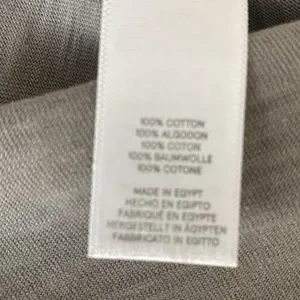 100% COTTON
100% ALGODON
100% COTON
100% BAUMWOLLE
100% COTONE
MADE IN EGYPT
HECHO EN EGIPTO
FABRIQUÉ EN EGYPTE
HERGESTELLT IN ÄGYPTEN
FABBRICATO IN EGITTO